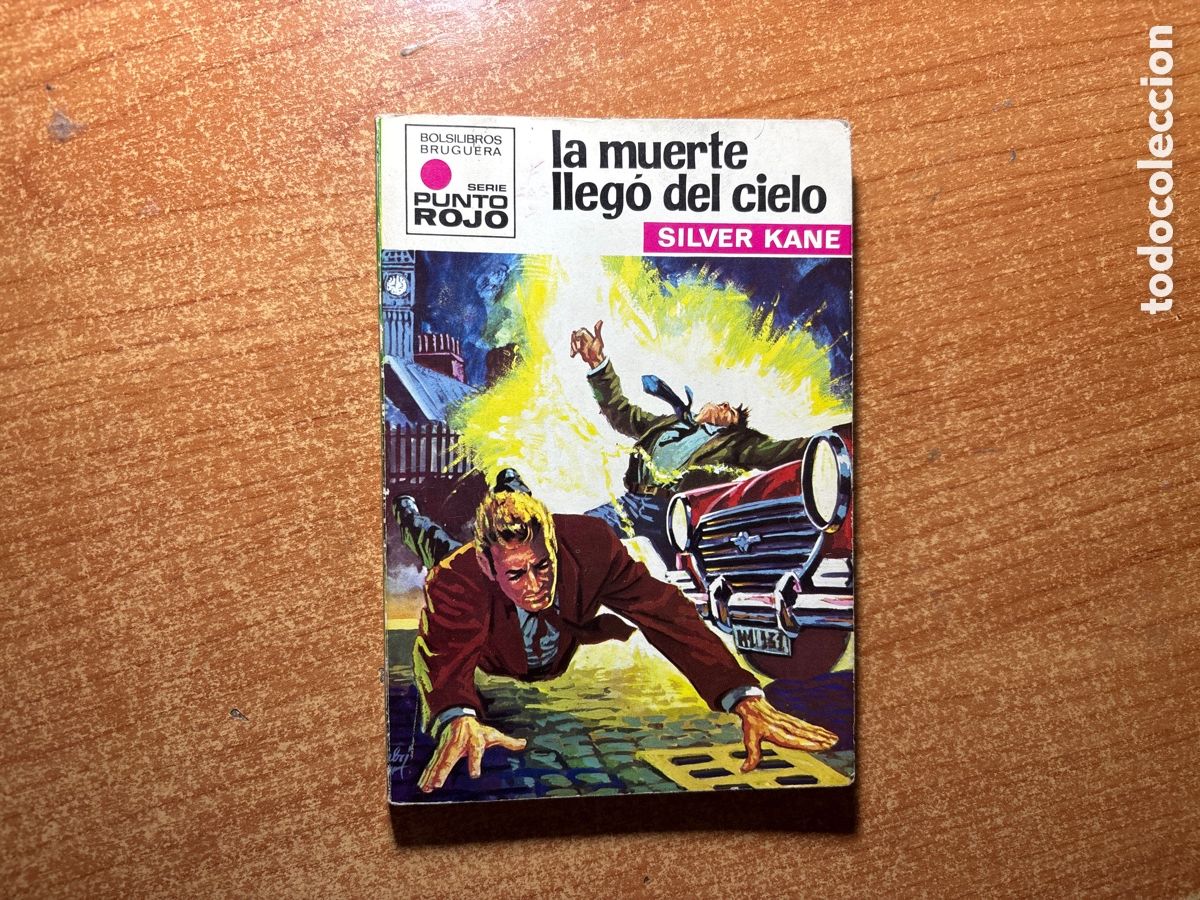 BOLSILIBROS
BRUGUERA
SERIE
PUNTO
ROJO
la muerte
llegó del cielo
SILVER KANE
todocoleccion